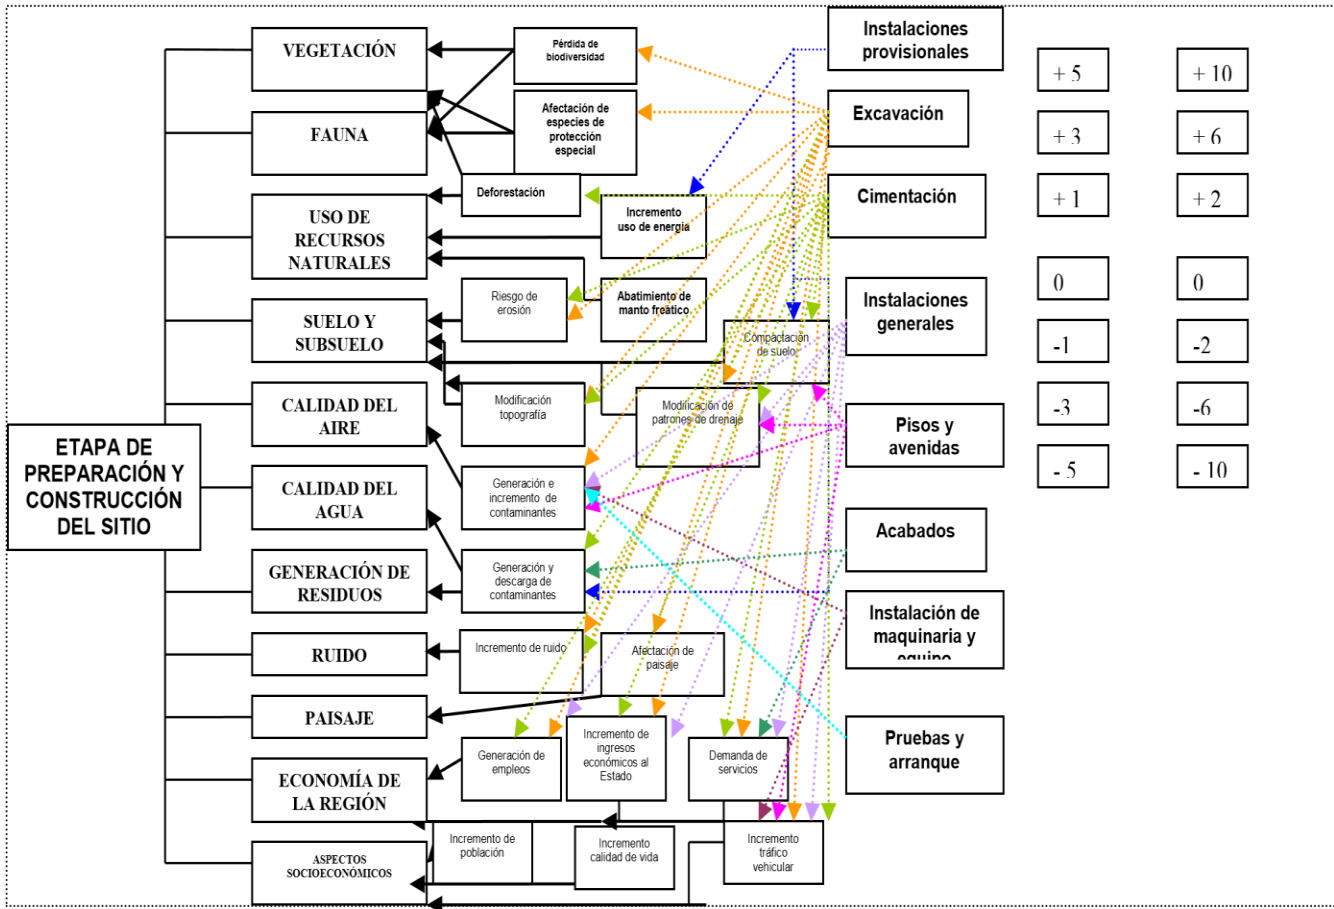 ETAPA DE
PREPARACIÓN Y
CONSTRUCCIÓN
DEL SITIO
VEGETACIÓN
FAUNA
USO DE
RECURSOS
NATURALES
SUELO Y
SUBSUELO
CALIDAD DEL
AIRE
CALIDAD DEL
AGUA
GENERACIÓN DE
RESIDUOS
RUIDO
PAISAJE
ECONOMÍA DE
LA REGIÓN
ASPECTOS
SOCIOECONÓMICOS
Pérdida de
biodiversidad
Afectación de
especies de
protección
especial
Deforestación
Incremento
uso de energía
Riesgo de
erosión
Abatimiento de
manto freático
Compactación
de suelo
Modificación
topografía
Modificación de
patrones de drenaje
Generación e
incremento de
contaminantes
Generación y
descarga de
contaminantes
Incremento de ruido
Afectación de
paisaje
Generación de
empleos
Incremento de
ingresos
económicos al
Estado
Demanda de
servicios
Incremento de
población
Incremento
calidad de vida
Incremento
tráfico
vehicular
Instalaciones
provisionales
Excavación
Cimentación
Instalaciones
generales
Pisos y
avenidas
Acabados
Instalación de
maquinaria y
equipo
Pruebas y
arranque
+ 5
+ 3
+ 1
0
-1
-3
- 5
+ 10
+ 6
+ 2
0
-2
-6
- 10